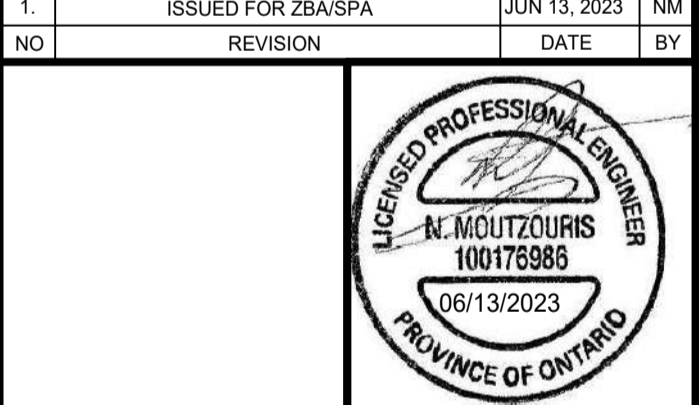 1. ISSUED FOR ZBA/SPA JUN 13, 2023 NM
NO REVISION DATE BY
LICENSED PROFESSIONAL ENGINEER
N. MOUTZOURIS
100176986
06/13/2023
PROVINCE OF ONTARIO